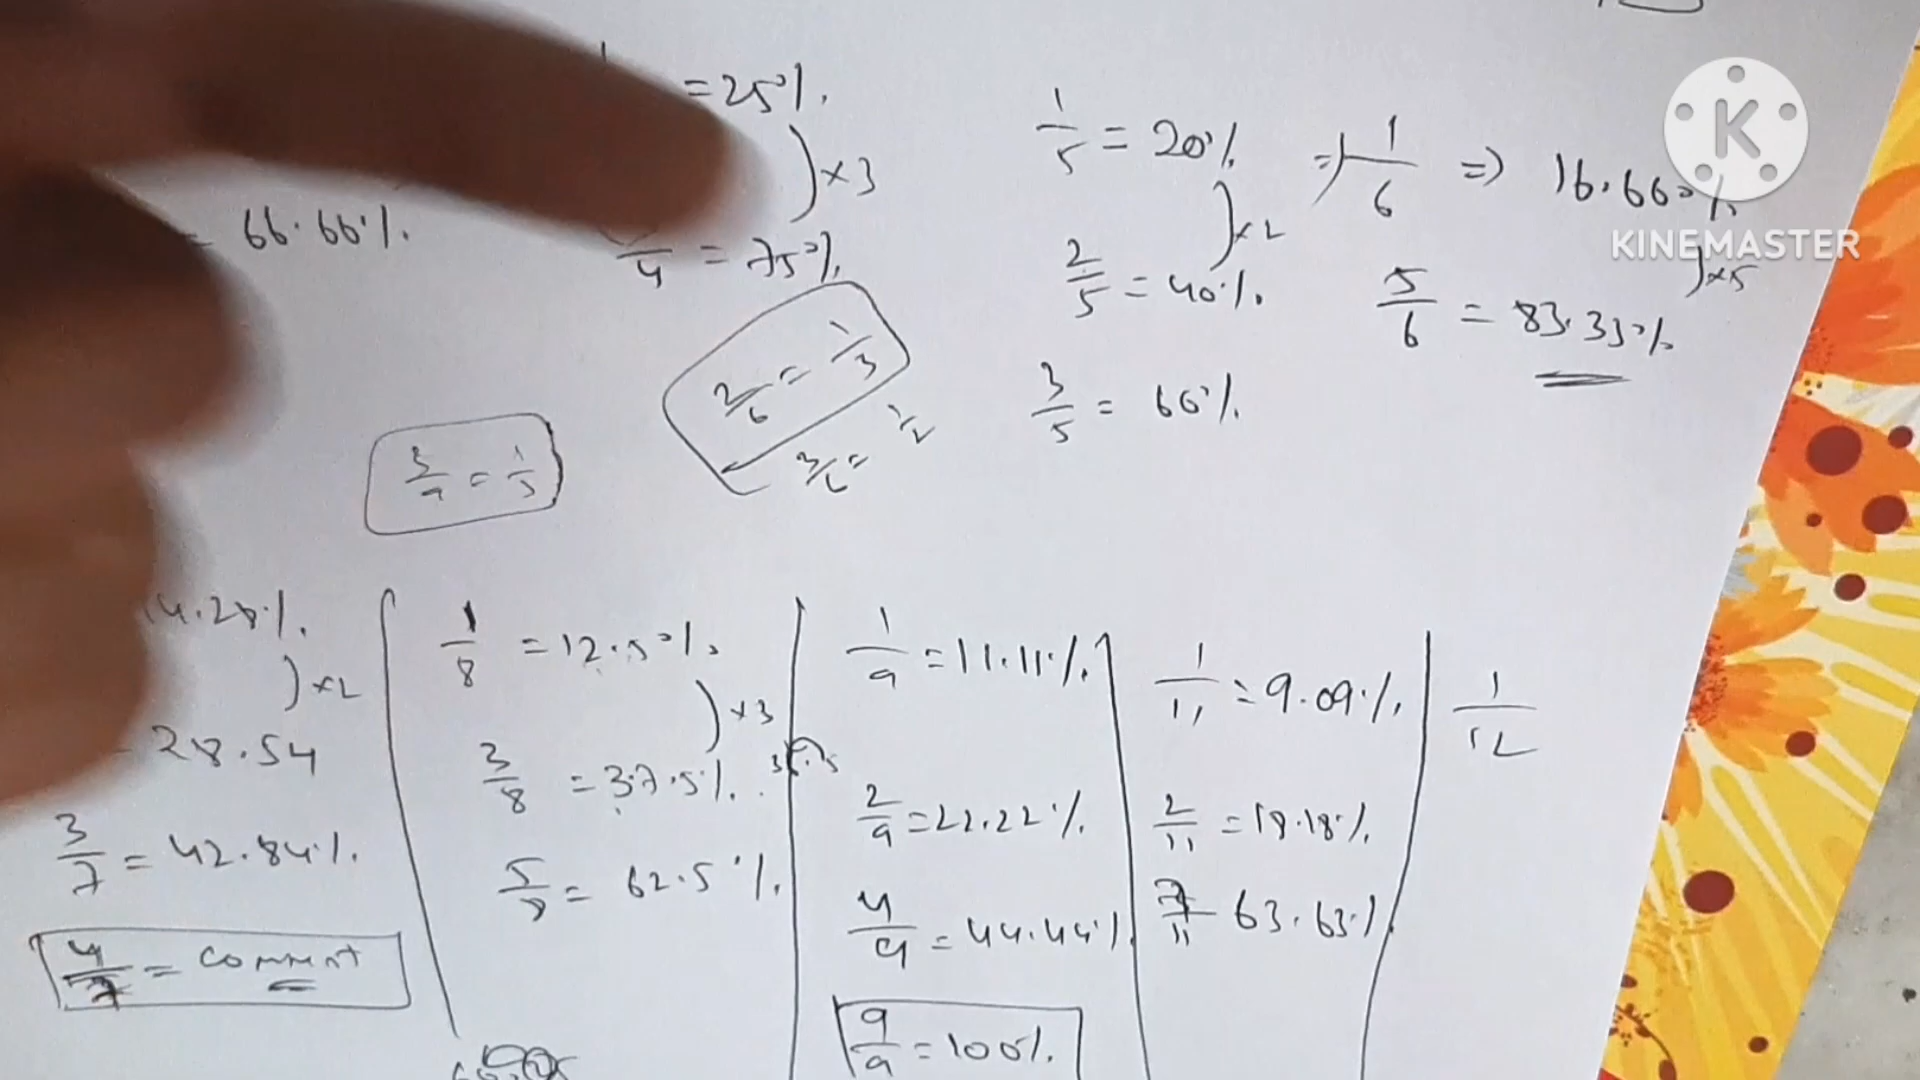 = 25%.
) ×3
= 66.66%.
/4 = 75%.
1/5 = 20%
) ×2
2/5 = 40%.
3/5 = 60%.
=) 1/6 =) 16.66%
KINEMASTER
) ×5
5/6 = 83.33%
2/6 = 1/3
3/6 = 1/2
3/9 = 1/3
14.28%.
) ×2
28.54
3/7 = 42.84%.
4/7 = comment
1/8 = 12.5%.
) ×3
3/8 = 37.5%.
5/8 = 62.5%.
1/9 = 11.11%.
2/9 = 22.22%.
4/9 = 44.44%.
9/9 = 100%.
1/11 = 9.09%.
2/11 = 18.18%.
7/11 63.63%.
1/12